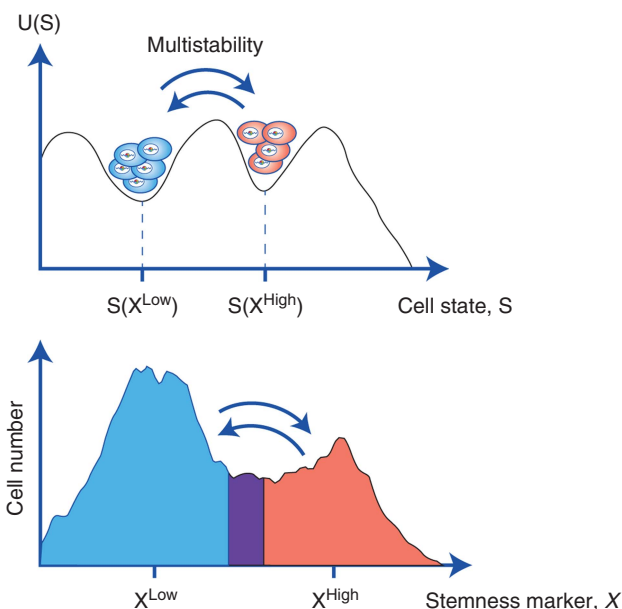 U(S)
Multistability
S(X^Low) S(X^High) Cell state, S
Cell number
X^Low X^High Stemness marker, X